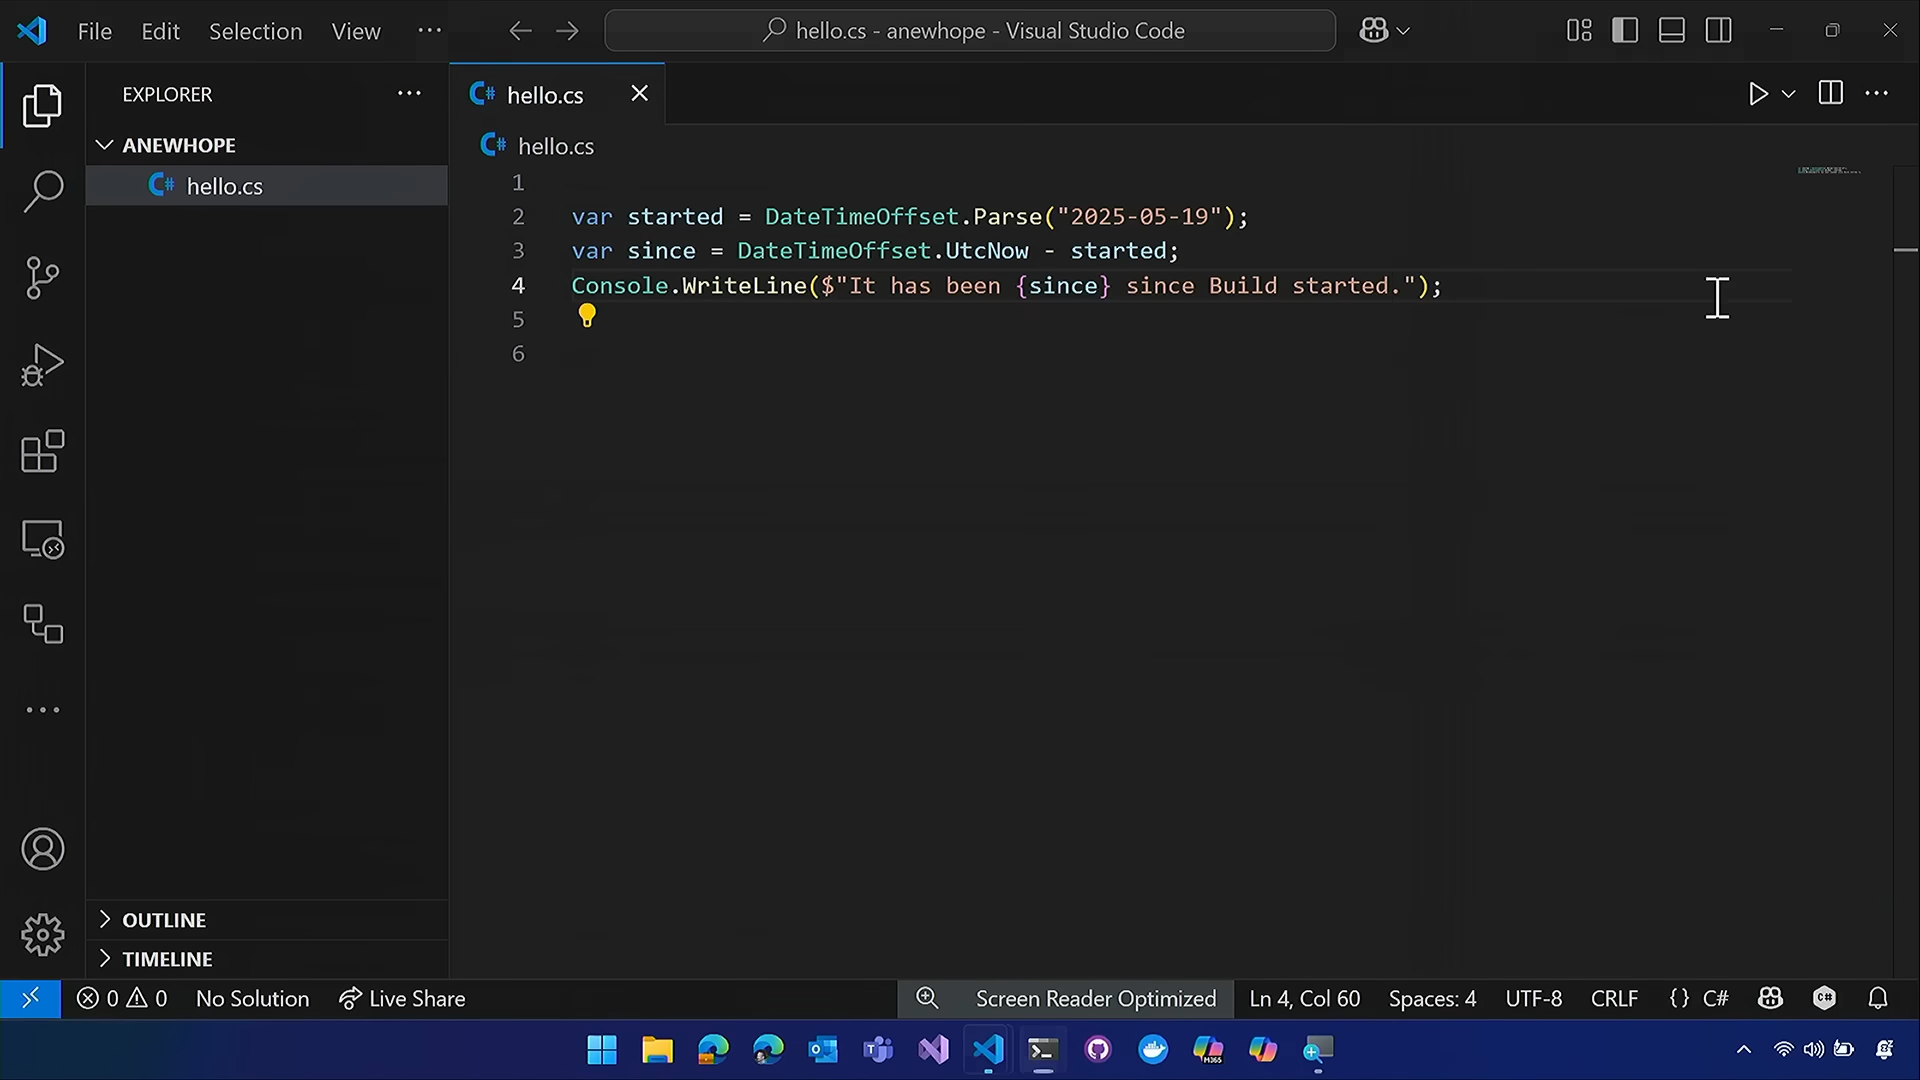 File Edit Selection View ··· hello.cs - anewhope - Visual Studio Code
EXPLORER ···
hello.cs
ANEWHOPE
hello.cs
hello.cs
1
2 var started = DateTimeOffset.Parse("2025-05-19");
3 var since = DateTimeOffset.UtcNow - started;
4 Console.WriteLine($"It has been {since} since Build started.");
5
6
OUTLINE
TIMELINE
0 0 No Solution Live Share Screen Reader Optimized Ln 4, Col 60 Spaces: 4 UTF-8 CRLF {} C#
M365